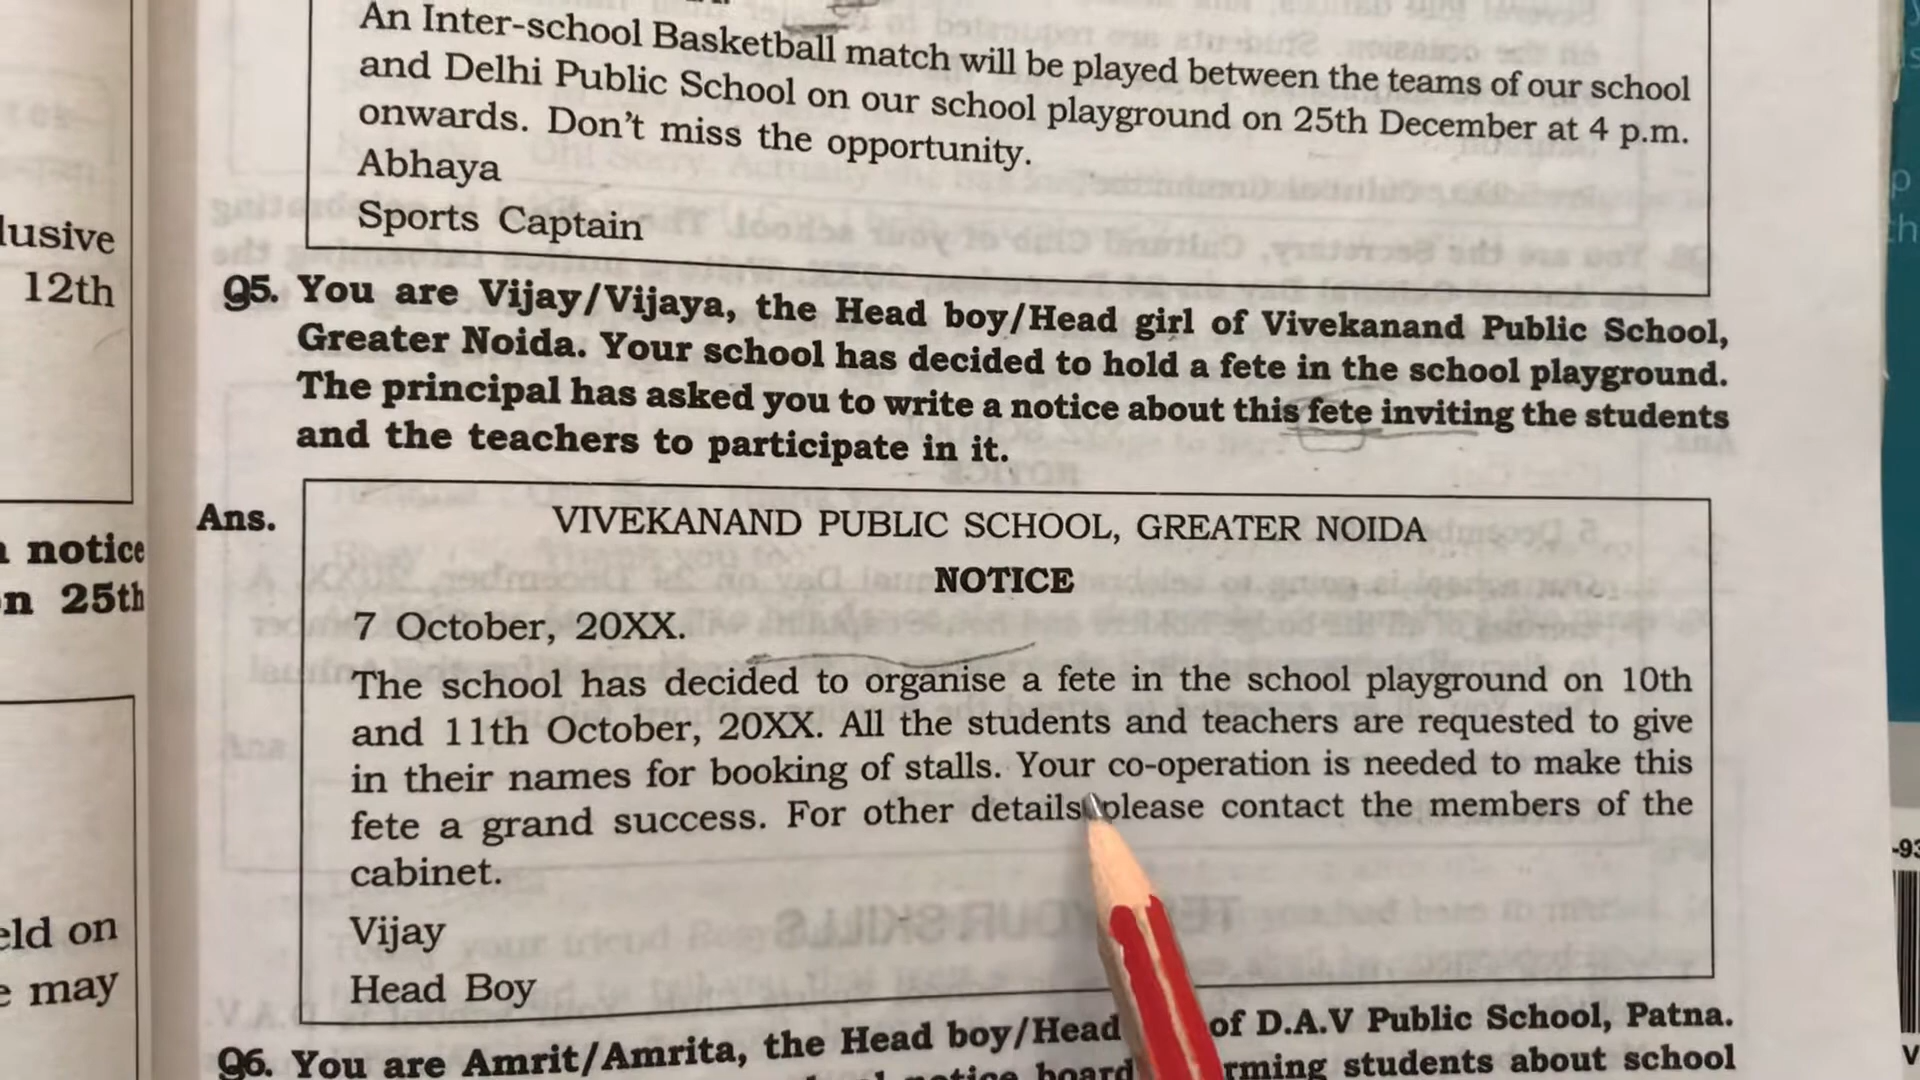 An Inter-school Basketball match will be played between the teams of our school
and Delhi Public School on our school playground on 25th December at 4 p.m.
onwards. Don't miss the opportunity.
Abhaya
Sports Captain
lusive
12th
Q5. You are Vijay/Vijaya, the Head boy/Head girl of Vivekanand Public School,
Greater Noida. Your school has decided to hold a fete in the school playground.
The principal has asked you to write a notice about this fete inviting the students
and the teachers to participate in it.
notice
n 25th
Ans.
VIVEKANAND PUBLIC SCHOOL, GREATER NOIDA
NOTICE
7 October, 20XX.
The school has decided to organise a fete in the school playground on 10th
and 11th October, 20XX. All the students and teachers are requested to give
in their names for booking of stalls. Your co-operation is needed to make this
fete a grand success. For other details please contact the members of the
cabinet.
Vijay
Head Boy
eld on
e may
Q6. You are Amrit/Amrita, the Head boy/Head of D.A.V Public School, Patna.
notice board rming students about school
-93